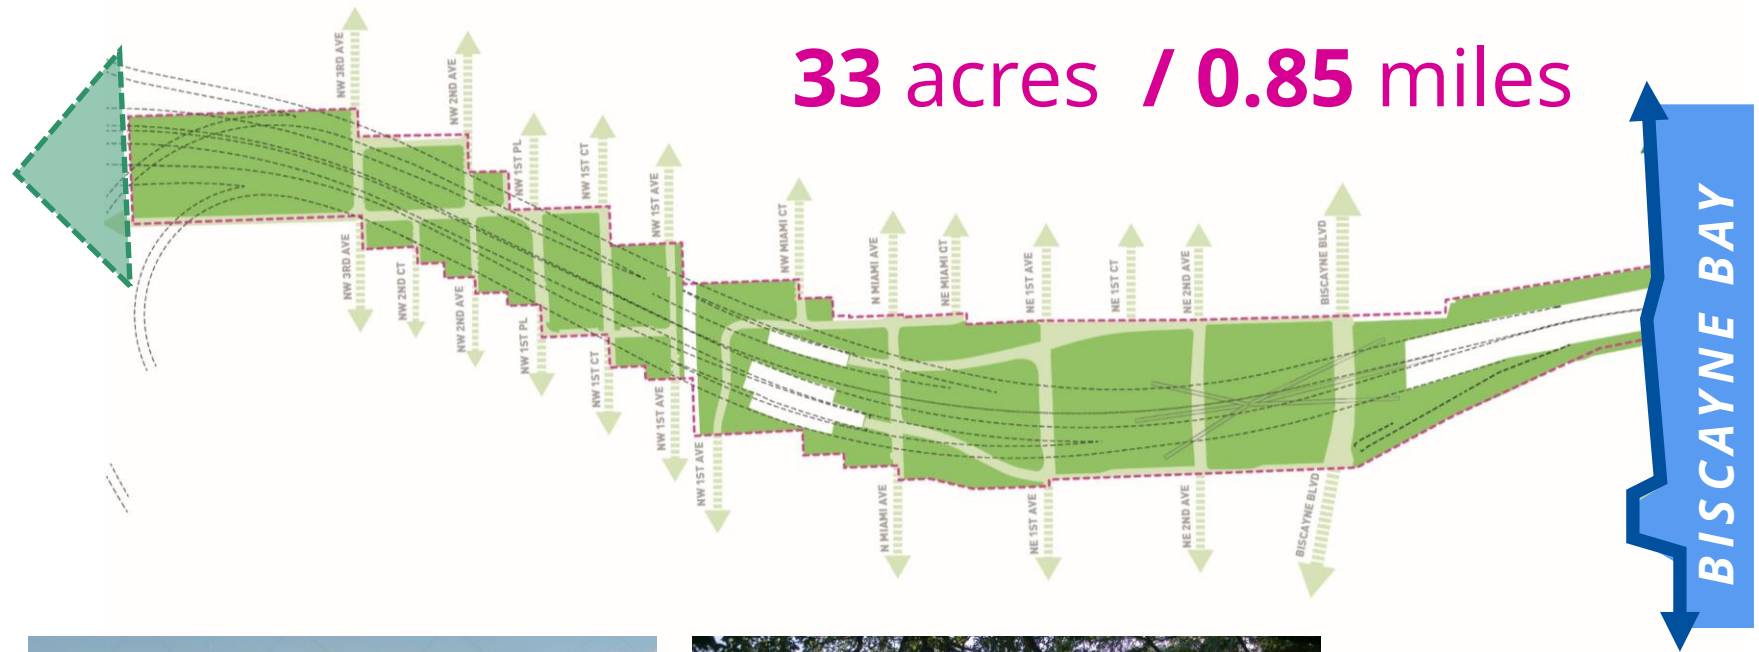 33 acres / 0.85 miles
NW 3RD AVE
NW 2ND AVE
NW 1ST PL
NW 1ST CT
NW 1ST AVE
NW MIAMI CT
N MIAMI AVE
NE MIAMI CT
NE 1ST AVE
NE 1ST CT
NE 2ND AVE
BISCAYNE BLVD
NW 3RD AVE
NW 2ND CT
NW 2ND AVE
NW 1ST PL
NW 1ST CT
NW 1ST AVE
NW 1ST AVE
N MIAMI AVE
NE 1ST AVE
NE 2ND AVE
BISCAYNE BLVD
BISCAYNE BAY